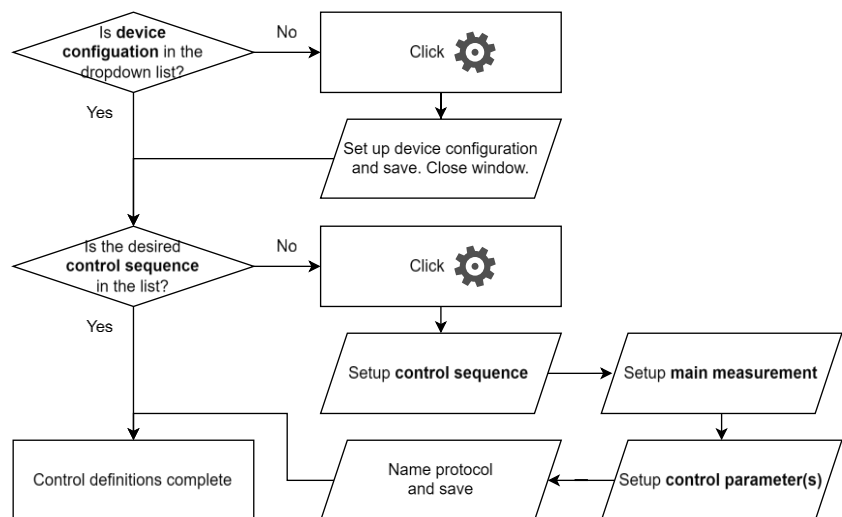 Is device
configuation in the
dropdown list?
No
Click
Yes
Set up device configuration
and save. Close window.
Is the desired
control sequence
in the list?
No
Click
Yes
Setup control sequence
Setup main measurement
Control definitions complete
Name protocol
and save
Setup control parameter(s)